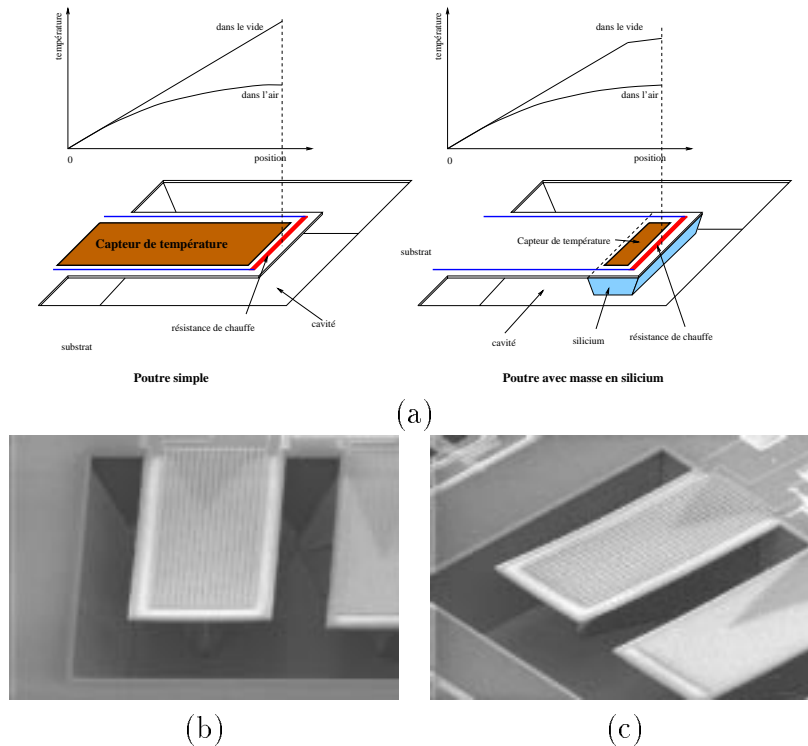 température
dans le vide
dans l'air
0
position
Capteur de température
résistance de chauffe
cavité
substrat
Poutre simple
température
dans le vide
dans l'air
0
position
Capteur de température
substrat
cavité
silicium
résistance de chauffe
Poutre avec masse en silicium
(a)
(b)
(c)